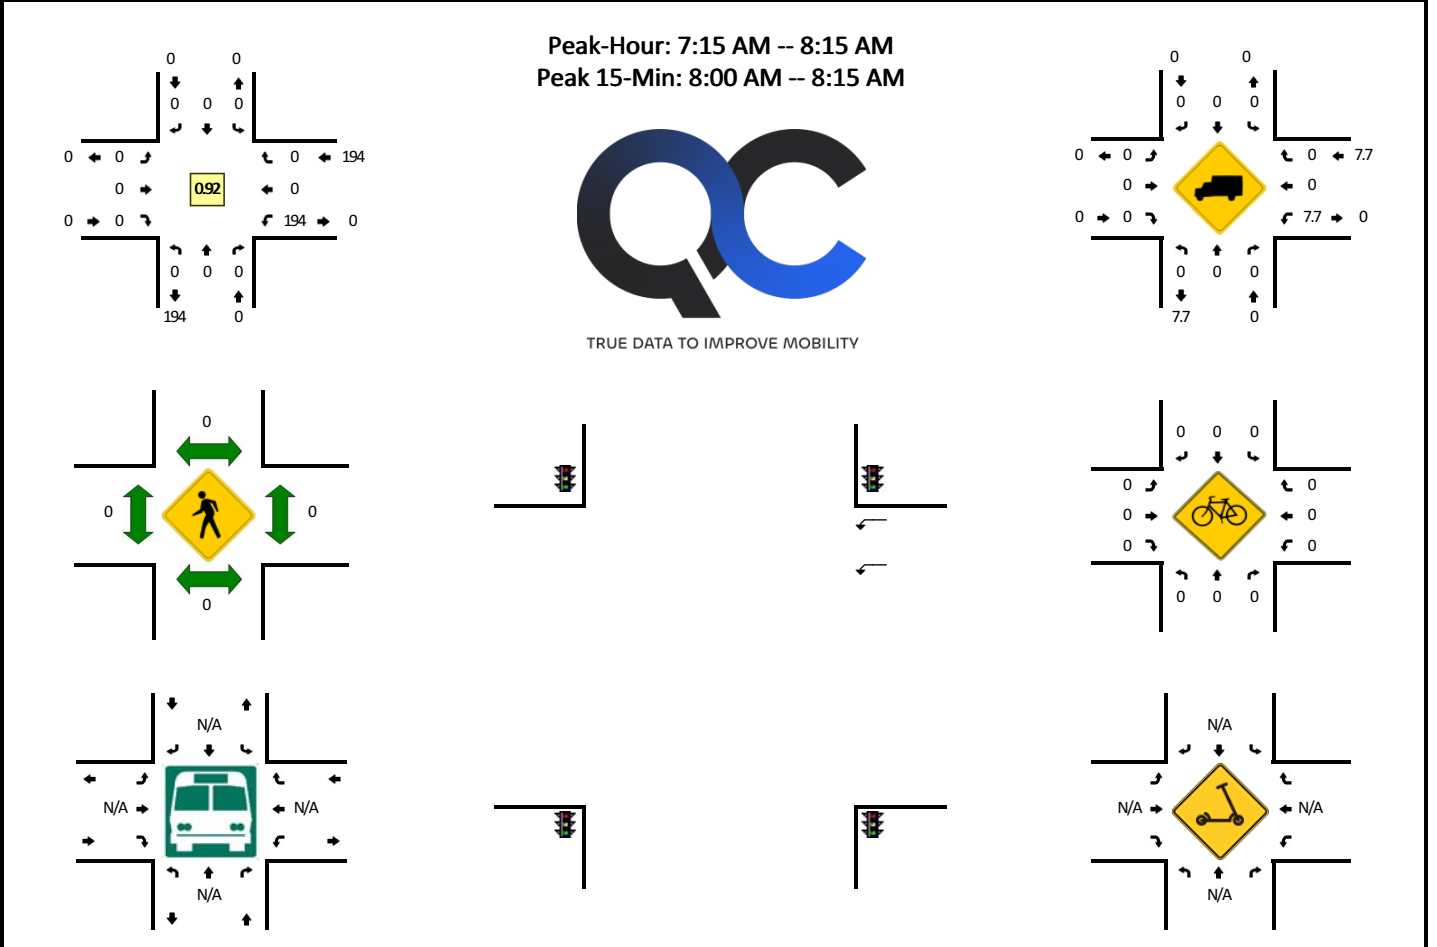 Peak-Hour: 7:15 AM -- 8:15 AM
Peak 15-Min: 8:00 AM -- 8:15 AM
QC
TRUE DATA TO IMPROVE MOBILITY
0 0
0 0 0
0 0 0 194
0 0.92 0
0 0 194 0
0 0 0
194 0
0 0
0 0 0
0 0 0 7.7
0 0
0 0 7.7 0
0 0 0
7.7 0
0
0 0
0
0 0 0
0 0
0 0
0 0
0 0 0
N/A
N/A N/A
N/A
N/A
N/A N/A
N/A